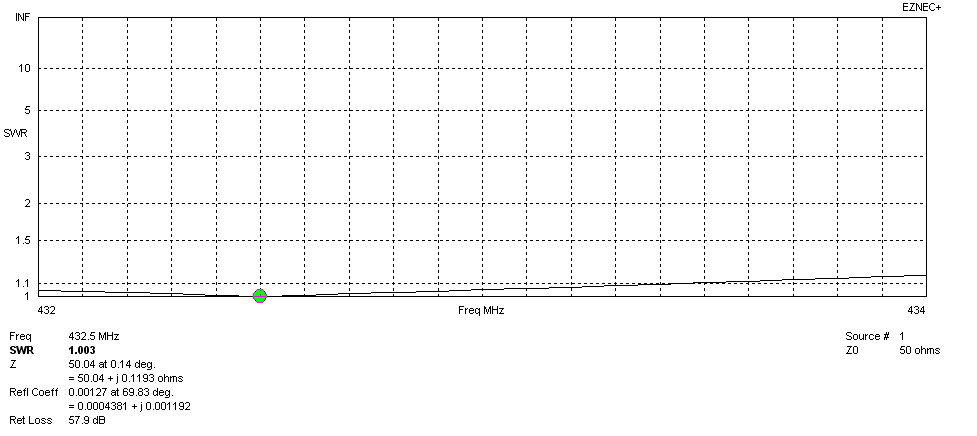 EZNEC+
INF
10
5
SWR
3
2
1.5
1.1
1
432 Freq MHz 434
Freq 432.5 MHz Source # 1
SWR 1.003 Z0 50 ohms
Z 50.04 at 0.14 deg.
= 50.04 + j 0.1193 ohms
Refl Coeff 0.00127 at 69.83 deg.
= 0.0004381 + j 0.001192
Ret Loss 57.9 dB